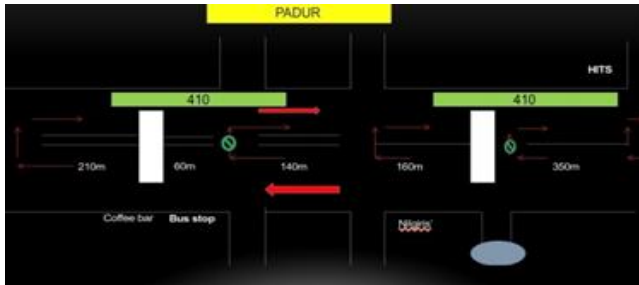 PADUR
HITS
410
410
210m
60m
140m
160m
350m
Coffee bar
Bus stop
Nilgiris'